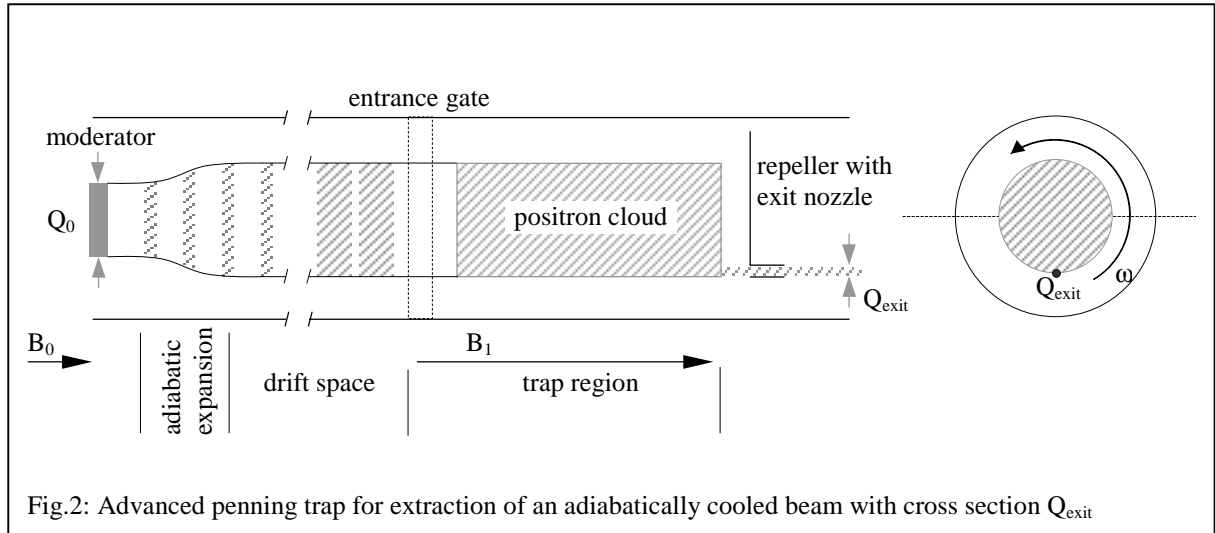 entrance gate
moderator
repeller with
exit nozzle
Q0
positron cloud
Qexit
Qexit
ω
B0
B1
adiabatic
expansion
drift space
trap region
Fig.2: Advanced penning trap for extraction of an adiabatically cooled beam with cross section Qexit